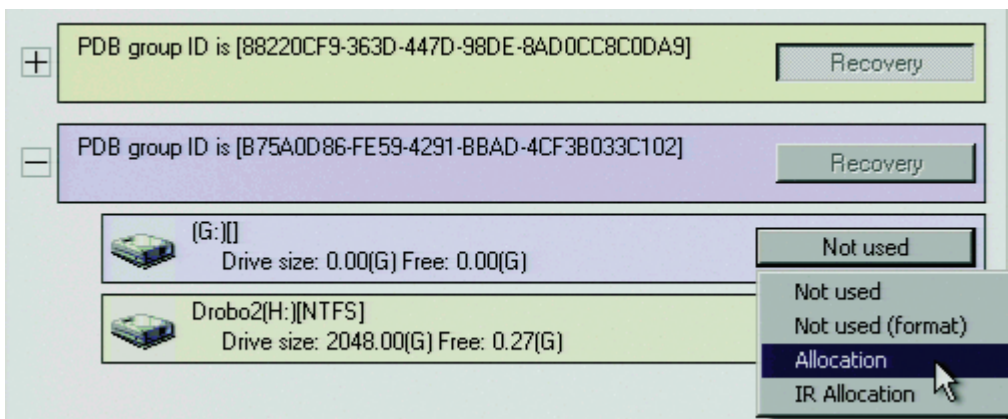 PDB group ID is [88220CF9-363D-447D-98DE-8AD0CC8C0DA9]
Recovery
PDB group ID is [B75A0D86-FE59-4291-BBAD-4CF3B033C102]
Recovery
(G:)[]
Drive size: 0.00(G) Free: 0.00(G)
Not used
Drobo2(H:)[NTFS]
Drive size: 2048.00(G) Free: 0.27(G)
Not used
Not used (format)
Allocation
IR Allocation